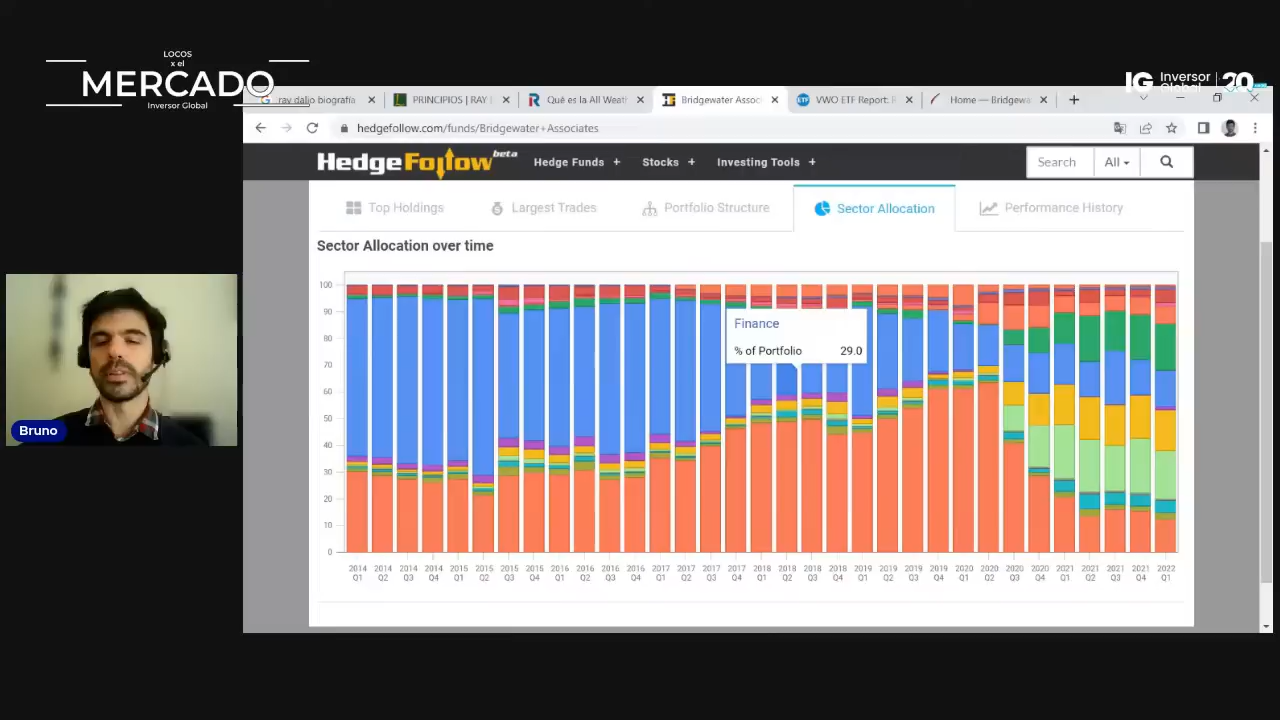 LOCOS
x el
MERCADO
Inversor Global
IG Inversor Global 20
ray dalio biografía
PRINCIPIOS | RAY
Qué es la All Weath
Bridgewater Assoc
VWO ETF Report: R
Home — Bridgewa
hedgefollow.com/funds/Bridgewater+Associates
HedgeFollow beta
Hedge Funds +
Stocks +
Investing Tools +
Search
All
Top Holdings
Largest Trades
Portfolio Structure
Sector Allocation
Performance History
Sector Allocation over time
100
90
80
70
60
50
40
30
20
10
0
Finance
% of Portfolio 29.0
2014 Q1
2014 Q2
2014 Q3
2014 Q4
2015 Q1
2015 Q2
2015 Q3
2015 Q4
2016 Q1
2016 Q2
2016 Q3
2016 Q4
2017 Q1
2017 Q2
2017 Q3
2017 Q4
2018 Q1
2018 Q2
2018 Q3
2018 Q4
2019 Q1
2019 Q2
2019 Q3
2019 Q4
2020 Q1
2020 Q2
2020 Q3
2020 Q4
2021 Q1
2021 Q2
2021 Q3
2021 Q4
2022 Q1
Bruno